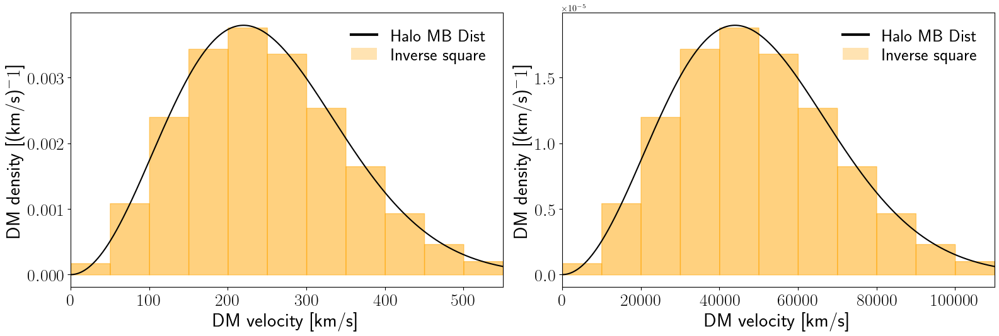 Halo MB Dist
Inverse square
DM density [(km/s)⁻1]
0.003
0.002
0.001
0.000
0 100 200 300 400 500
DM velocity [km/s]
×10⁻⁵
Halo MB Dist
Inverse square
DM density [(km/s)⁻1]
1.5
1.0
0.5
0.0
0 20000 40000 60000 80000 100000
DM velocity [km/s]